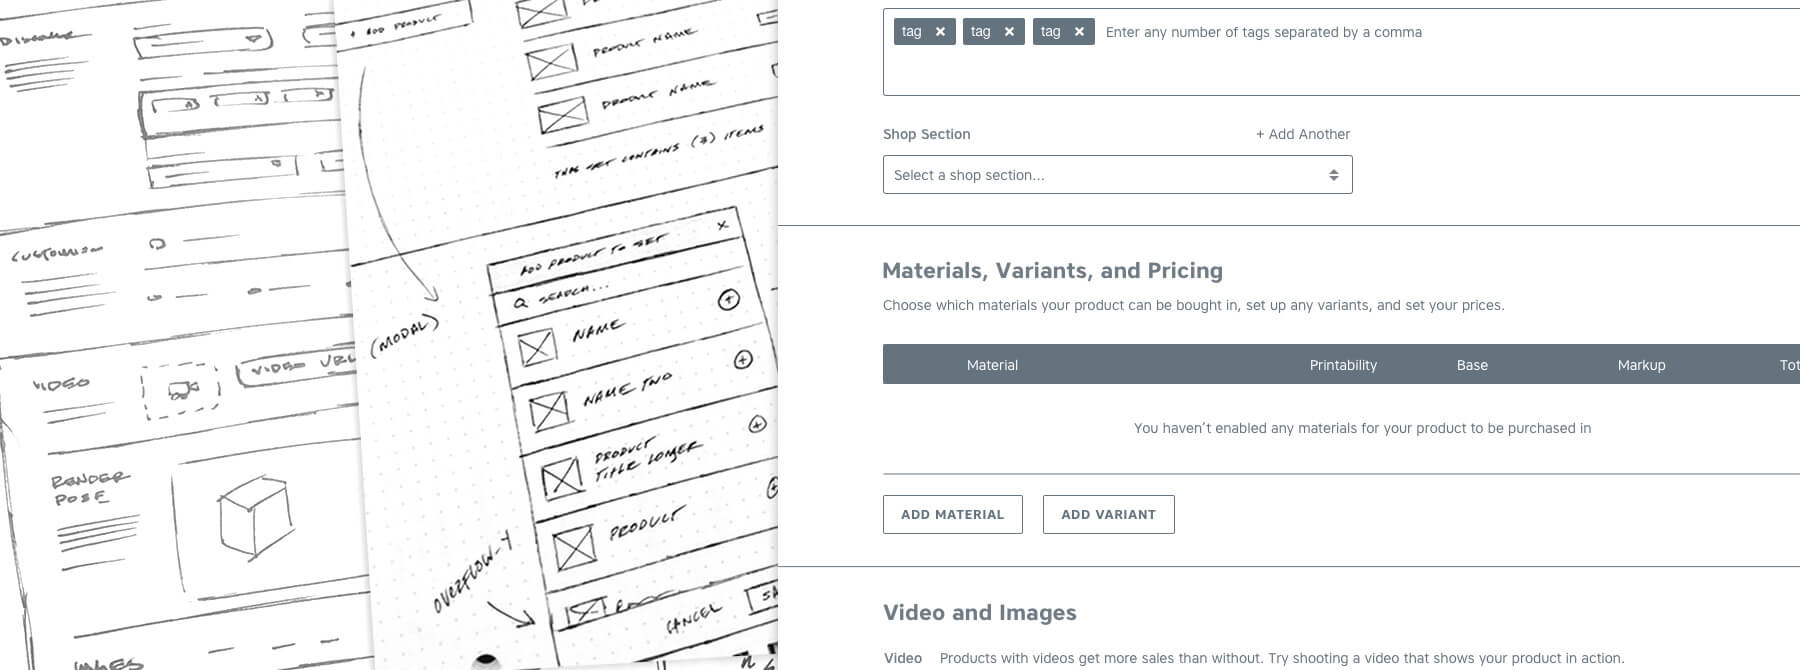 Discover
CUSTOMIZE
VIDEO
VIDEO URL
RENDER
POSE
IMAGES
+ ADD PRODUCT
PRODUCT NAME
PRODUCT NAME
THIS SET CONTAINS (3) ITEMS
(MODAL)
ADD PRODUCT TO SET
X
SEARCH...
NAME
NAME TWO
PRODUCT
TITLE LONGER
PRODUCT
OVERFLOW-Y
CANCEL
SA
tag × tag × tag × Enter any number of tags separated by a comma
Shop Section + Add Another
Select a shop section...
Materials, Variants, and Pricing
Choose which materials your product can be bought in, set up any variants, and set your prices.
Material Printability Base Markup Tot
You haven’t enabled any materials for your product to be purchased in
ADD MATERIAL ADD VARIANT
Video and Images
Video Products with videos get more sales than without. Try shooting a video that shows your product in action.